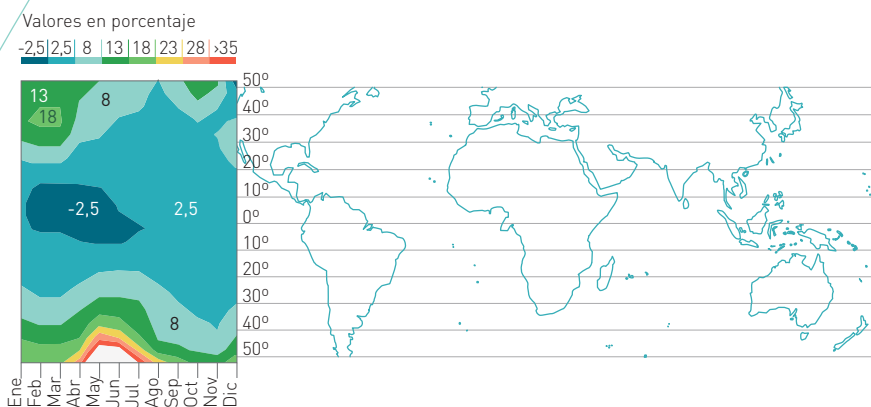 Valores en porcentaje
-2,5 2,5 8 13 18 23 28 >35
13
18
8
-2,5
2,5
8
50º
40º
30º
20º
10º
0º
10º
20º
30º
40º
50º
Ene
Feb
Mar
Abr
May
Jun
Jul
Ago
Sep
Oct
Nov
Dic